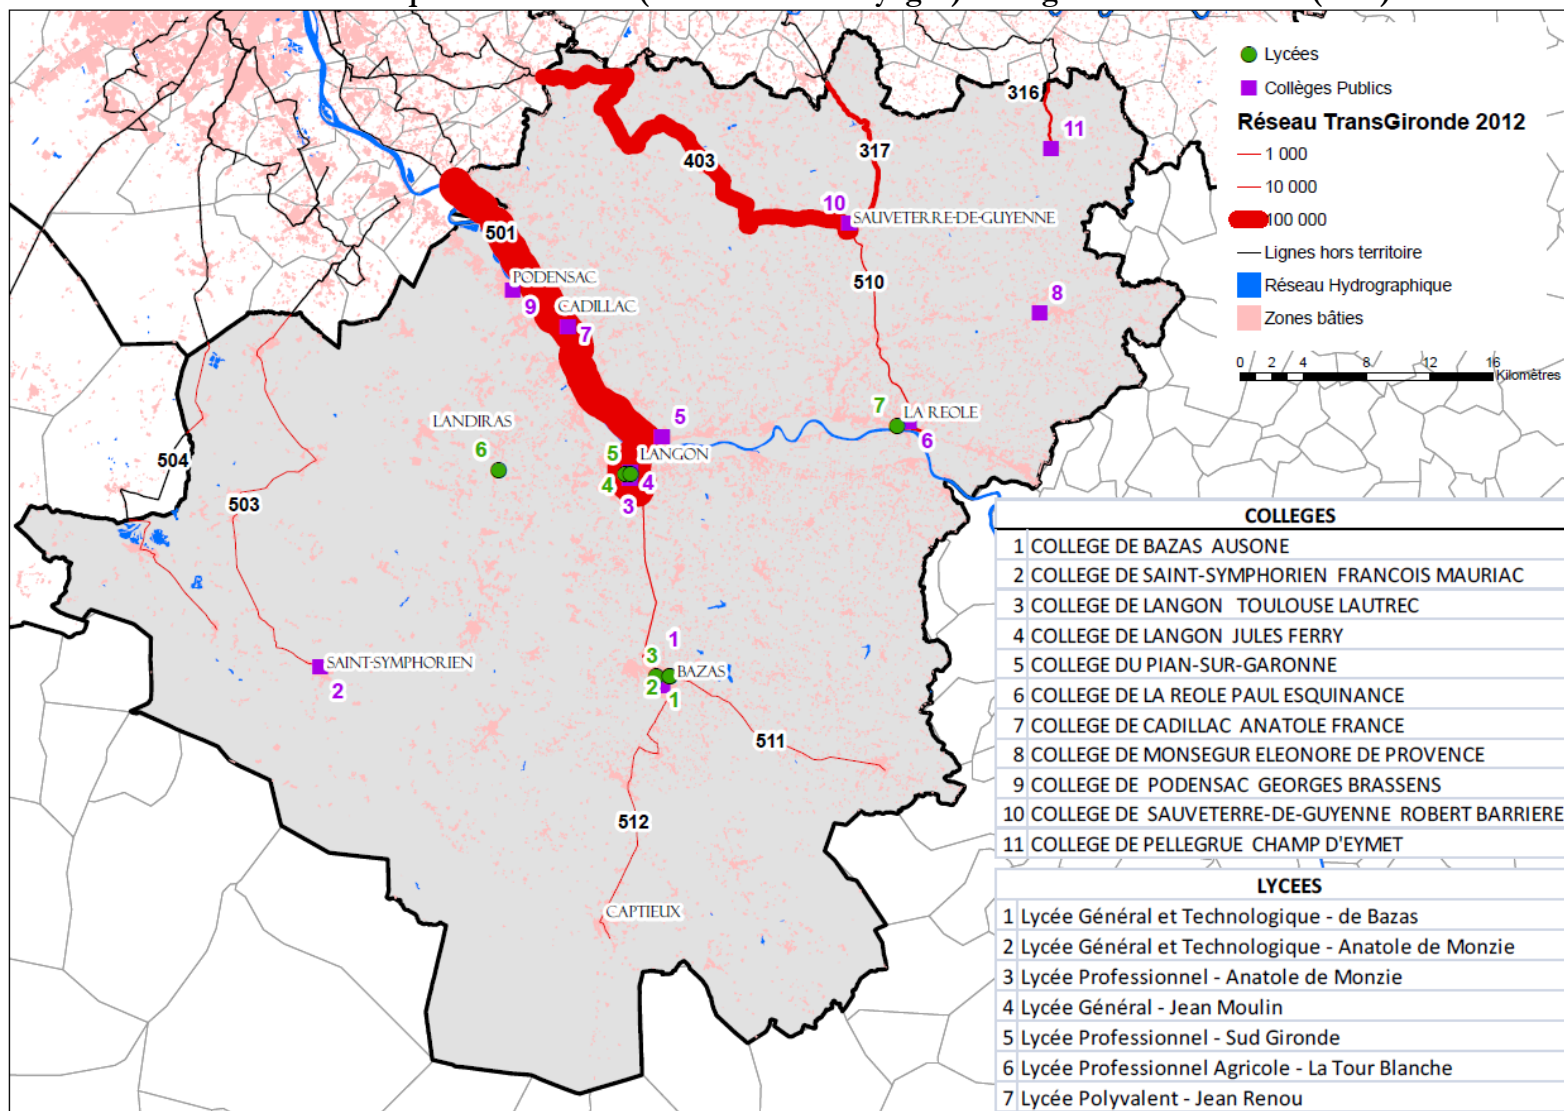 Lycées
Collèges Publics
Réseau TransGironde 2012
1 000
10 000
100 000
Lignes hors territoire
Réseau Hydrographique
Zones bâties
0 2 4 8 12 16
Kilomètres
316
11
317
403
10
SAUVETERRE-DE-GUYENNE
501
510
PODENSAC
9
CADILLAC
7
8
LANDIRAS
6
5
7
LA REOLE
6
5
LANGON
4
4
3
504
503
1
3
BAZAS
2
1
SAINT-SYMPHORIEN
2
511
512
CAPTIEUX
COLLEGES
1 COLLEGE DE BAZAS AUSONE
2 COLLEGE DE SAINT-SYMPHORIEN FRANCOIS MAURIAC
3 COLLEGE DE LANGON TOULOUSE LAUTREC
4 COLLEGE DE LANGON JULES FERRY
5 COLLEGE DU PIAN-SUR-GARONNE
6 COLLEGE DE LA REOLE PAUL ESQUINANCE
7 COLLEGE DE CADILLAC ANATOLE FRANCE
8 COLLEGE DE MONSEGUR ELEONORE DE PROVENCE
9 COLLEGE DE PODENSAC GEORGES BRASSENS
10 COLLEGE DE SAUVETERRE-DE-GUYENNE ROBERT BARRIERE
11 COLLEGE DE PELLEGRUE CHAMP D'EYMET
LYCEES
1 Lycée Général et Technologique - de Bazas
2 Lycée Général et Technologique - Anatole de Monzie
3 Lycée Professionnel - Anatole de Monzie
4 Lycée Général - Jean Moulin
5 Lycée Professionnel - Sud Gironde
6 Lycée Professionnel Agricole - La Tour Blanche
7 Lycée Polyvalent - Jean Renou